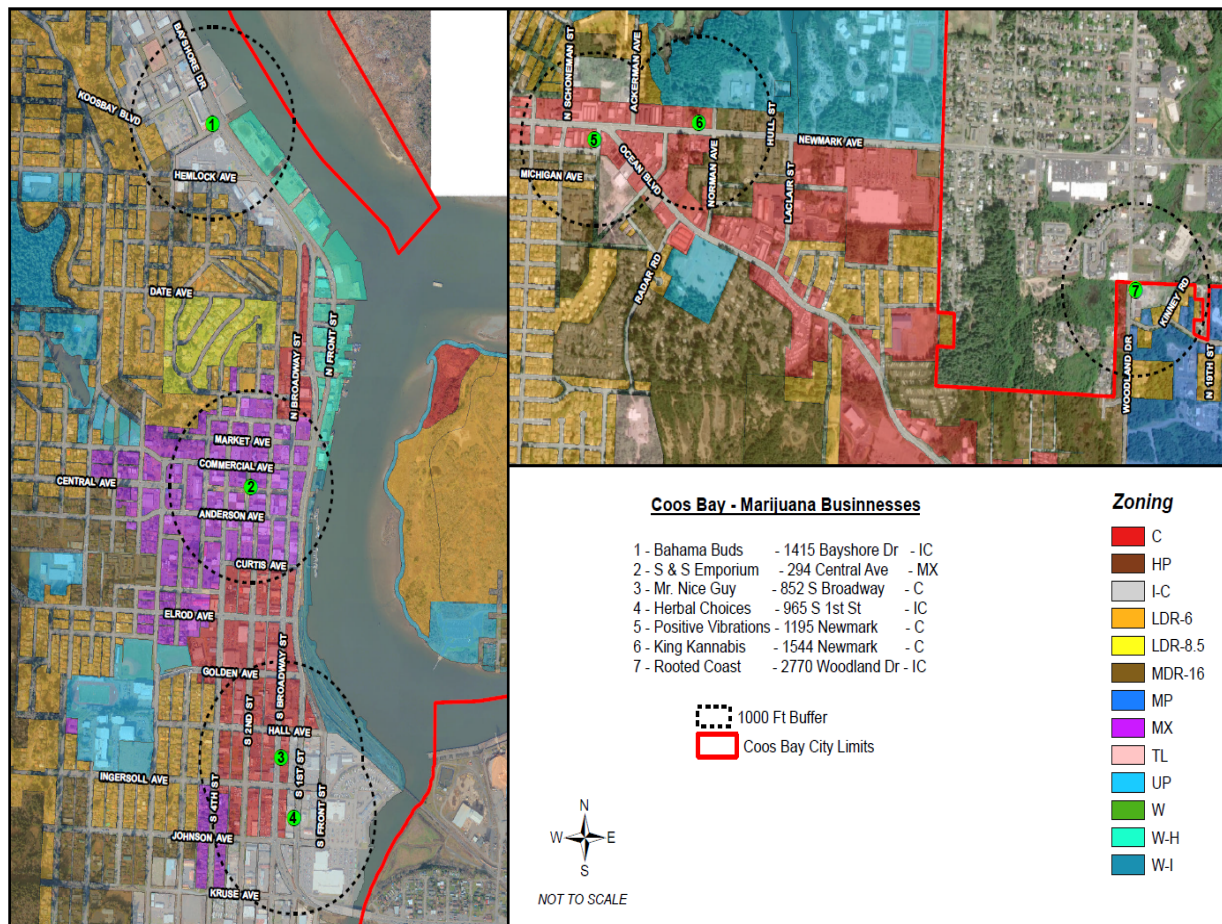 BAYSHORE DR
KOOSBAY BLVD
1
HEMLOCK AVE
DATE AVE
N FRONT ST
N BROADWAY ST
MARKET AVE
COMMERCIAL AVE
CENTRAL AVE
2
ANDERSON AVE
CURTIS AVE
ELROD AVE
GOLDEN AVE
S BROADWAY ST
S 2ND ST
HALL AVE
3
S 1ST ST
INGERSOLL AVE
S 4TH ST
S FRONT ST
4
JOHNSON AVE
KRUSE AVE
N SCHONEMAN ST
ACKERMAN AVE
HULL ST
5
6
NEWMARK AVE
OCEAN BLVD
NORMAN AVE
MICHIGAN AVE
LACLAIR ST
RADAR RD
7
KINNEY RD
WOODLAND DR
N 19TH ST
Coos Bay - Marijuana Businnesses
1 - Bahama Buds - 1415 Bayshore Dr - IC
2 - S & S Emporium - 294 Central Ave - MX
3 - Mr. Nice Guy - 852 S Broadway - C
4 - Herbal Choices - 965 S 1st St - IC
5 - Positive Vibrations - 1195 Newmark - C
6 - King Kannabis - 1544 Newmark - C
7 - Rooted Coast - 2770 Woodland Dr - IC
1000 Ft Buffer
Coos Bay City Limits
N
W E
S
NOT TO SCALE
Zoning
C
HP
I-C
LDR-6
LDR-8.5
MDR-16
MP
MX
TL
UP
W
W-H
W-I